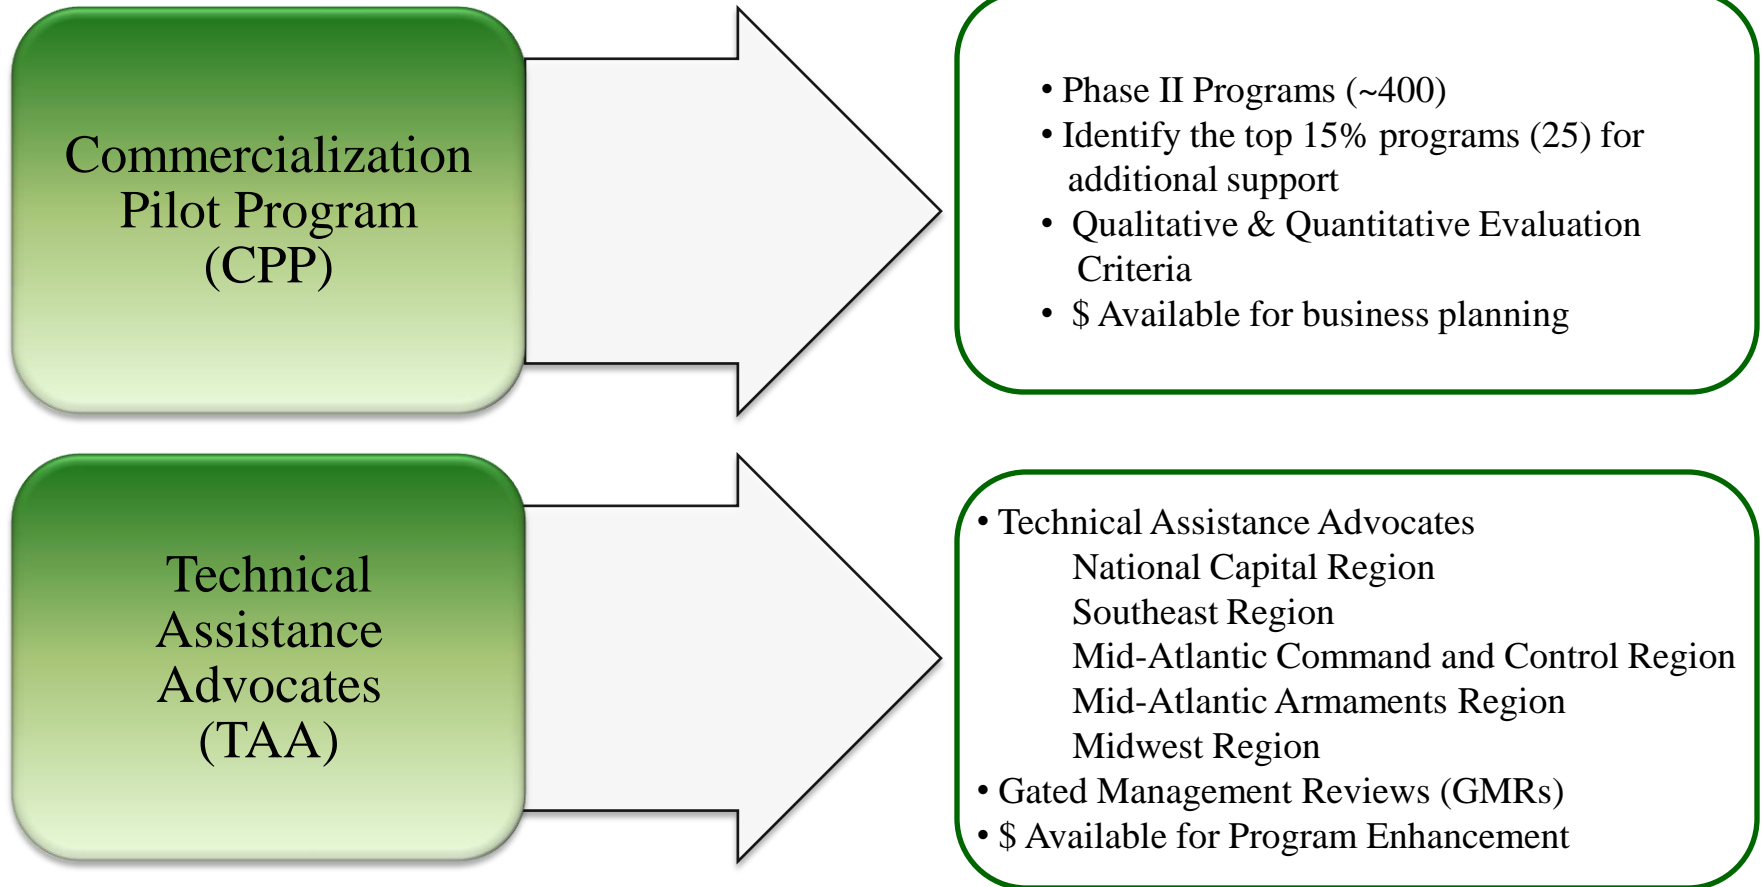 Commercialization
Pilot Program
(CPP)
• Phase II Programs (~400)
• Identify the top 15% programs (25) for
additional support
• Qualitative & Quantitative Evaluation
Criteria
• $ Available for business planning
Technical
Assistance
Advocates
(TAA)
• Technical Assistance Advocates
National Capital Region
Southeast Region
Mid-Atlantic Command and Control Region
Mid-Atlantic Armaments Region
Midwest Region
• Gated Management Reviews (GMRs)
• $ Available for Program Enhancement